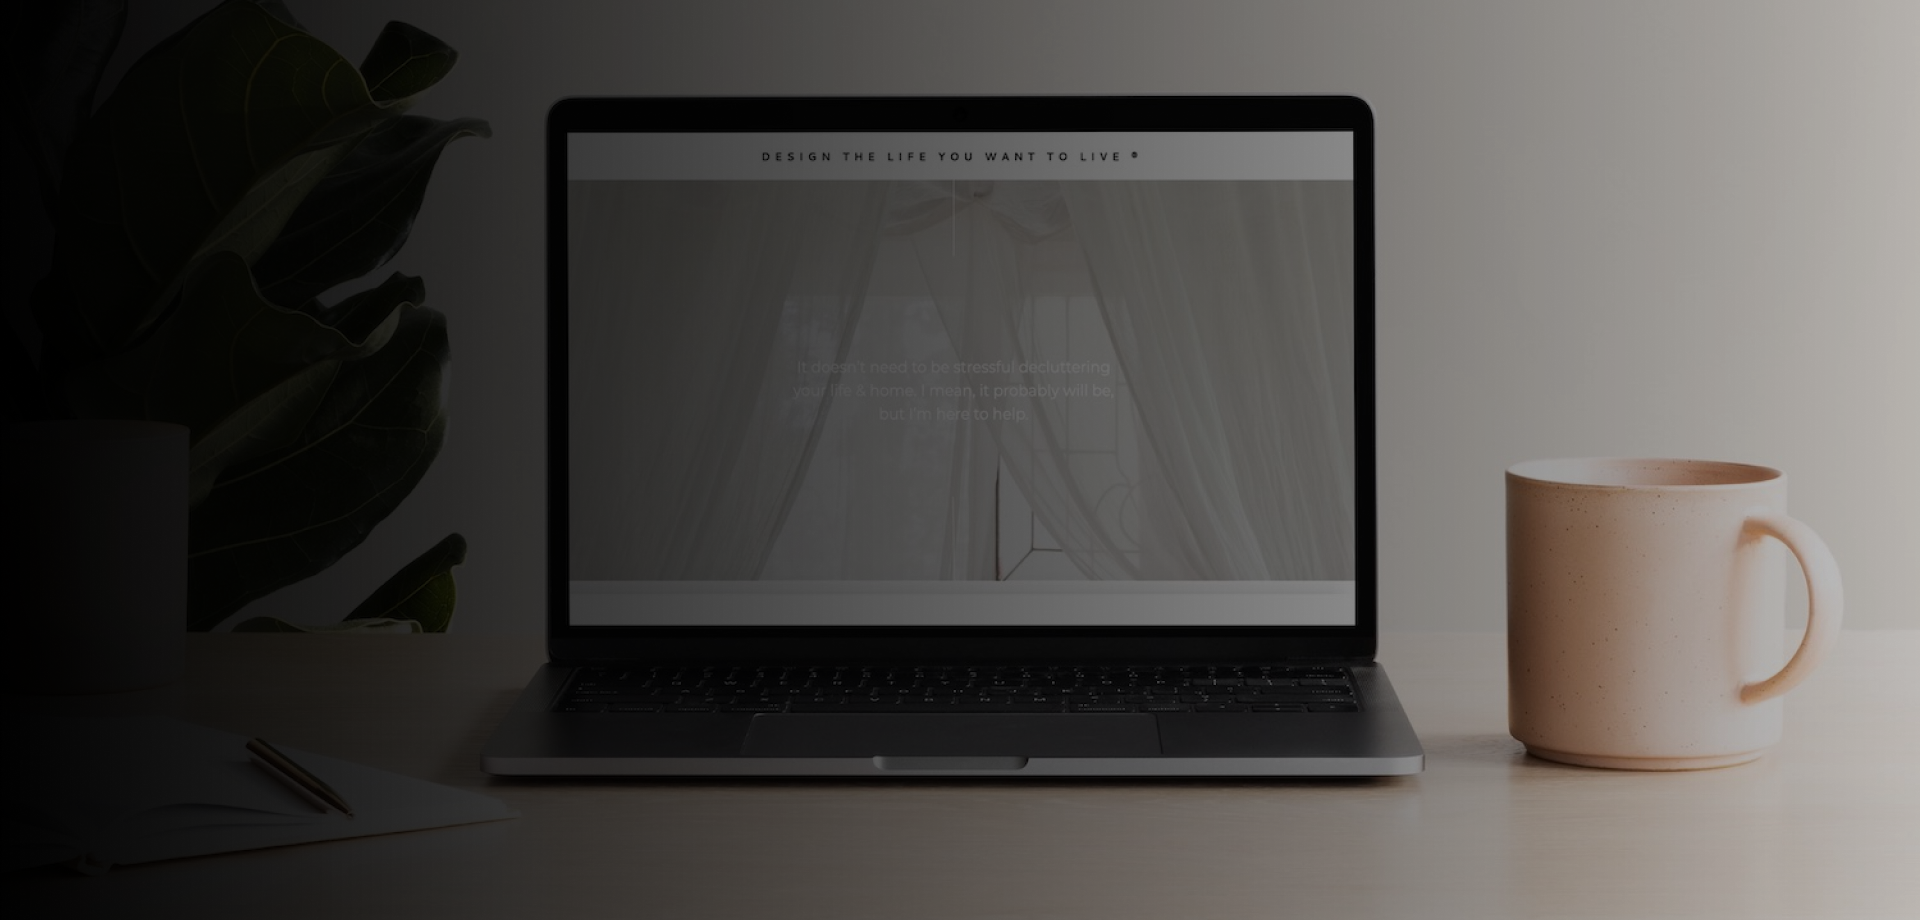 DESIGN THE LIFE YOU WANT TO LIVE ®
It doesn't need to be stressful decluttering
your life & home. I mean, it probably will be,
but I'm here to help.